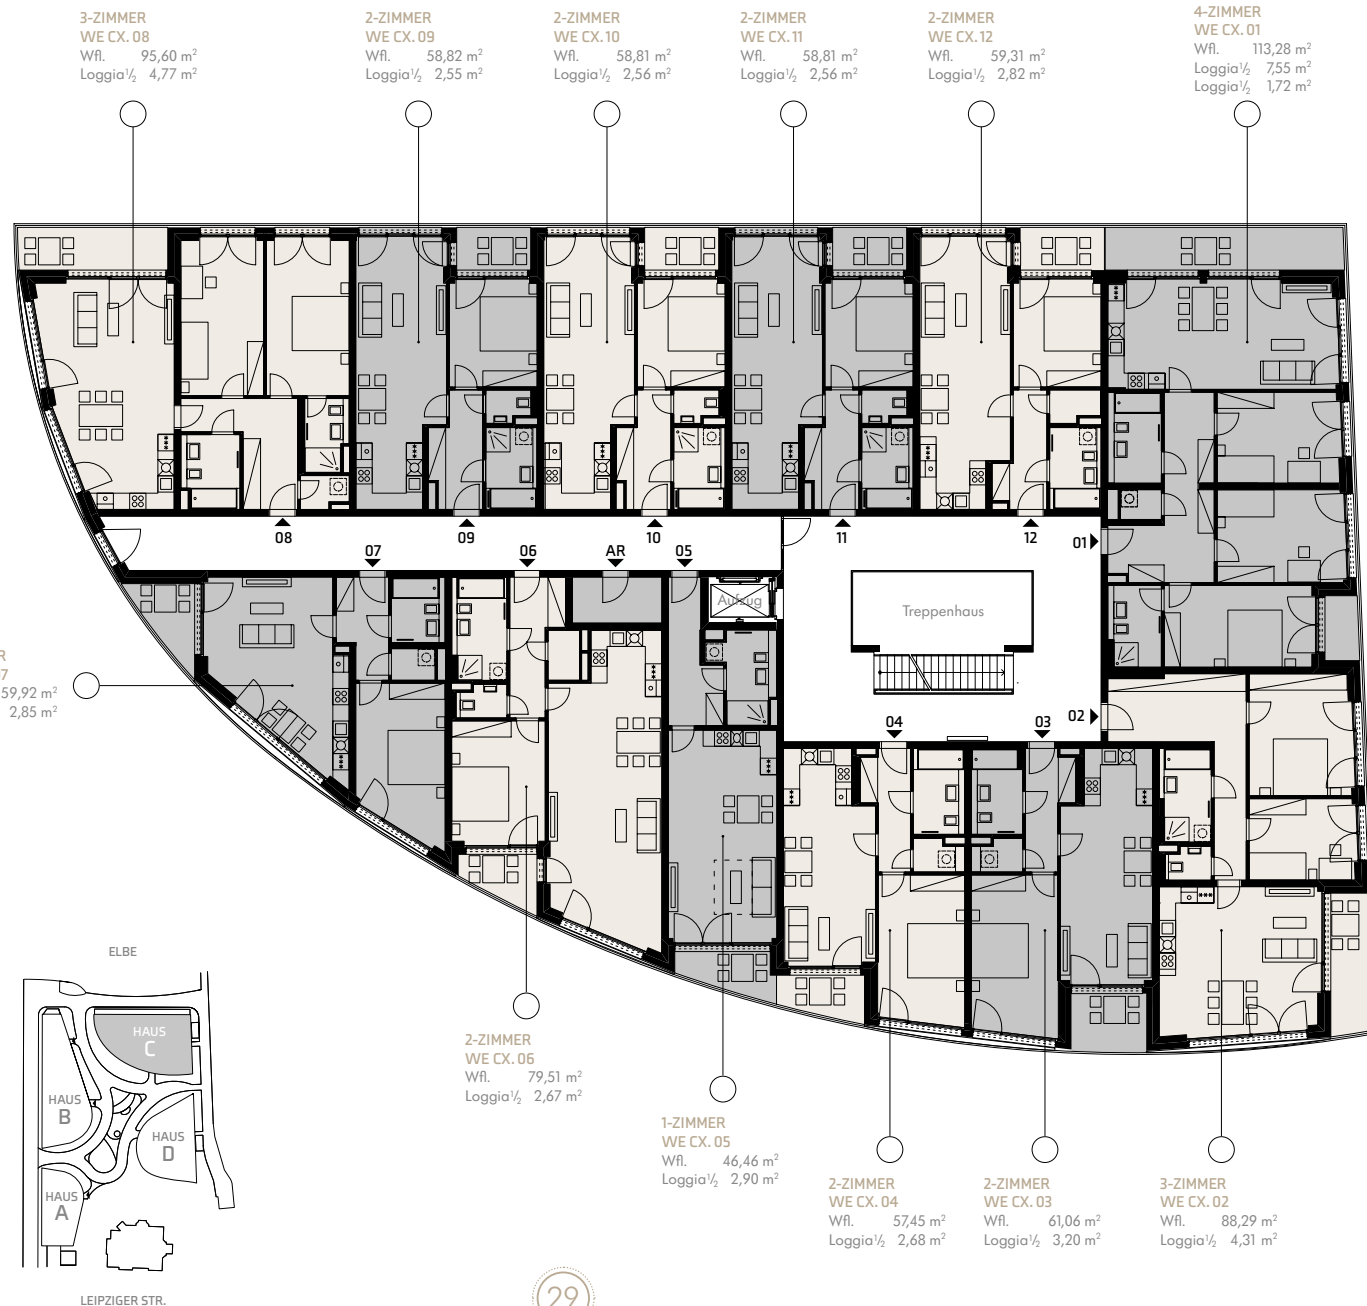 3-ZIMMER
WE CX. 08
Wfl. 95,60 m²
Loggia½ 4,77 m²
2-ZIMMER
WE CX. 09
Wfl. 58,82 m²
Loggia½ 2,55 m²
2-ZIMMER
WE CX. 10
Wfl. 58,81 m²
Loggia½ 2,56 m²
2-ZIMMER
WE CX. 11
Wfl. 58,81 m²
Loggia½ 2,56 m²
2-ZIMMER
WE CX. 12
Wfl. 59,31 m²
Loggia½ 2,82 m²
4-ZIMMER
WE CX. 01
Wfl. 113,28 m²
Loggia½ 7,55 m²
Loggia½ 1,72 m²
08
07
09
06
AR
10
05
11
12
01
Aufzug
Treppenhaus
R
7
59,92 m²
2,85 m²
02
04
03
ELBE
HAUS
C
HAUS
B
HAUS
D
HAUS
A
LEIPZIGER STR.
2-ZIMMER
WE CX. 06
Wfl. 79,51 m²
Loggia½ 2,67 m²
1-ZIMMER
WE CX. 05
Wfl. 46,46 m²
Loggia½ 2,90 m²
2-ZIMMER
WE CX. 04
Wfl. 57,45 m²
Loggia½ 2,68 m²
2-ZIMMER
WE CX. 03
Wfl. 61,06 m²
Loggia½ 3,20 m²
3-ZIMMER
WE CX. 02
Wfl. 88,29 m²
Loggia½ 4,31 m²
29